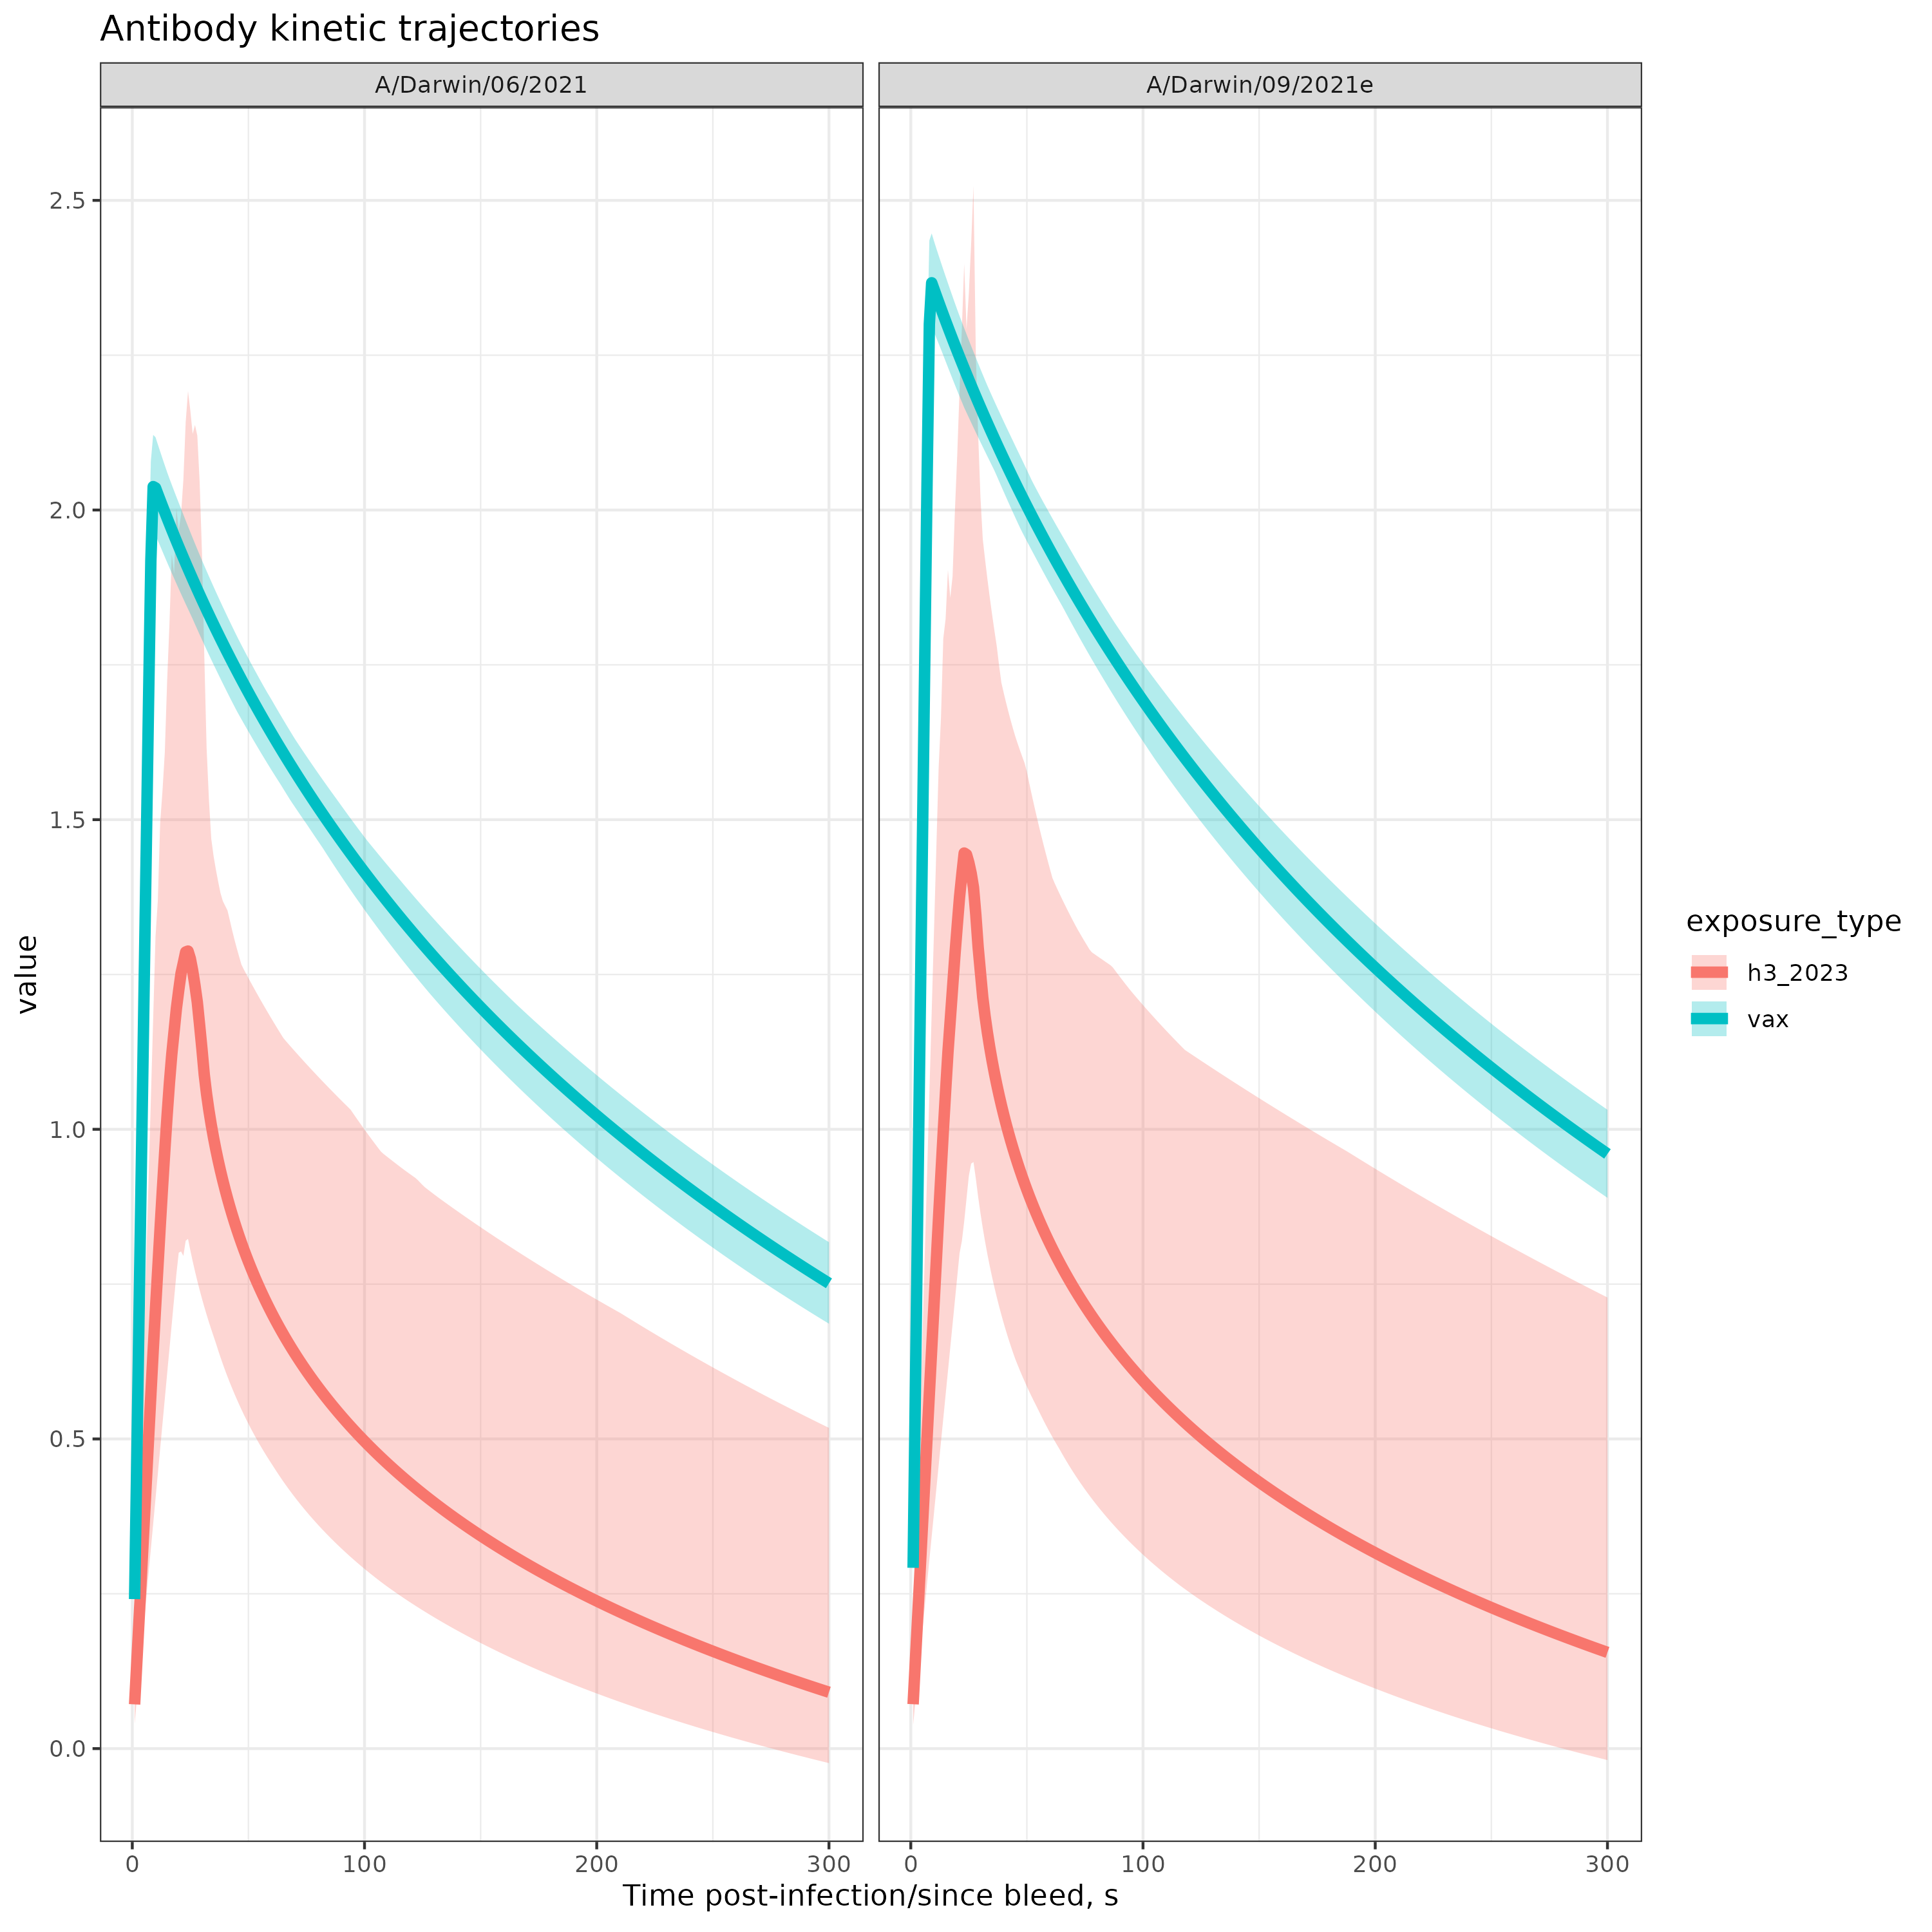 Antibody kinetic trajectories
A/Darwin/06/2021
A/Darwin/09/2021e
2.5
2.0
1.5
1.0
0.5
0.0
value
0
100
200
300
0
100
200
300
Time post-infection/since bleed, s
exposure_type
h3_2023
vax